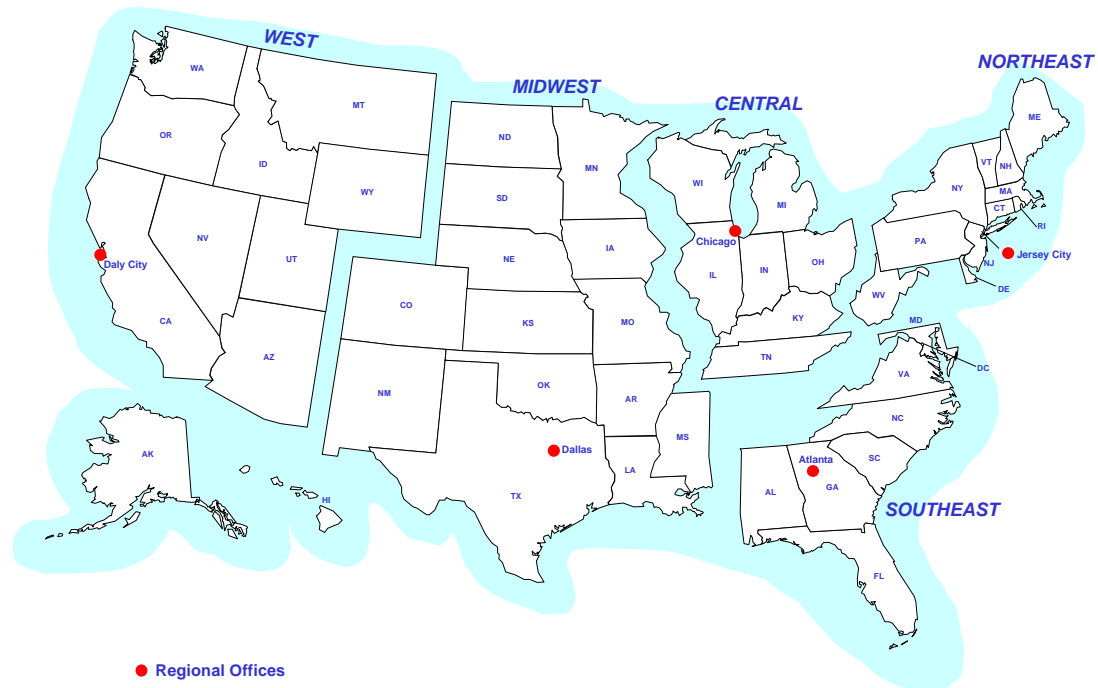 WEST
NORTHEAST
MIDWEST
CENTRAL
WA
MT
ME
OR
ND
MN
ID
VT
NH
WI
NY
MA
WY
SD
MI
CT
RI
NV
Chicago
PA
IA
UT
NE
OH
Jersey City
Daly City
NJ
IL
IN
DE
WV
CO
CA
KS
MO
KY
MD
AZ
TN
DC
VA
OK
NM
AR
NC
MS
Dallas
AK
Atlanta
SC
LA
HI
TX
AL
GA
SOUTHEAST
FL
Regional Offices